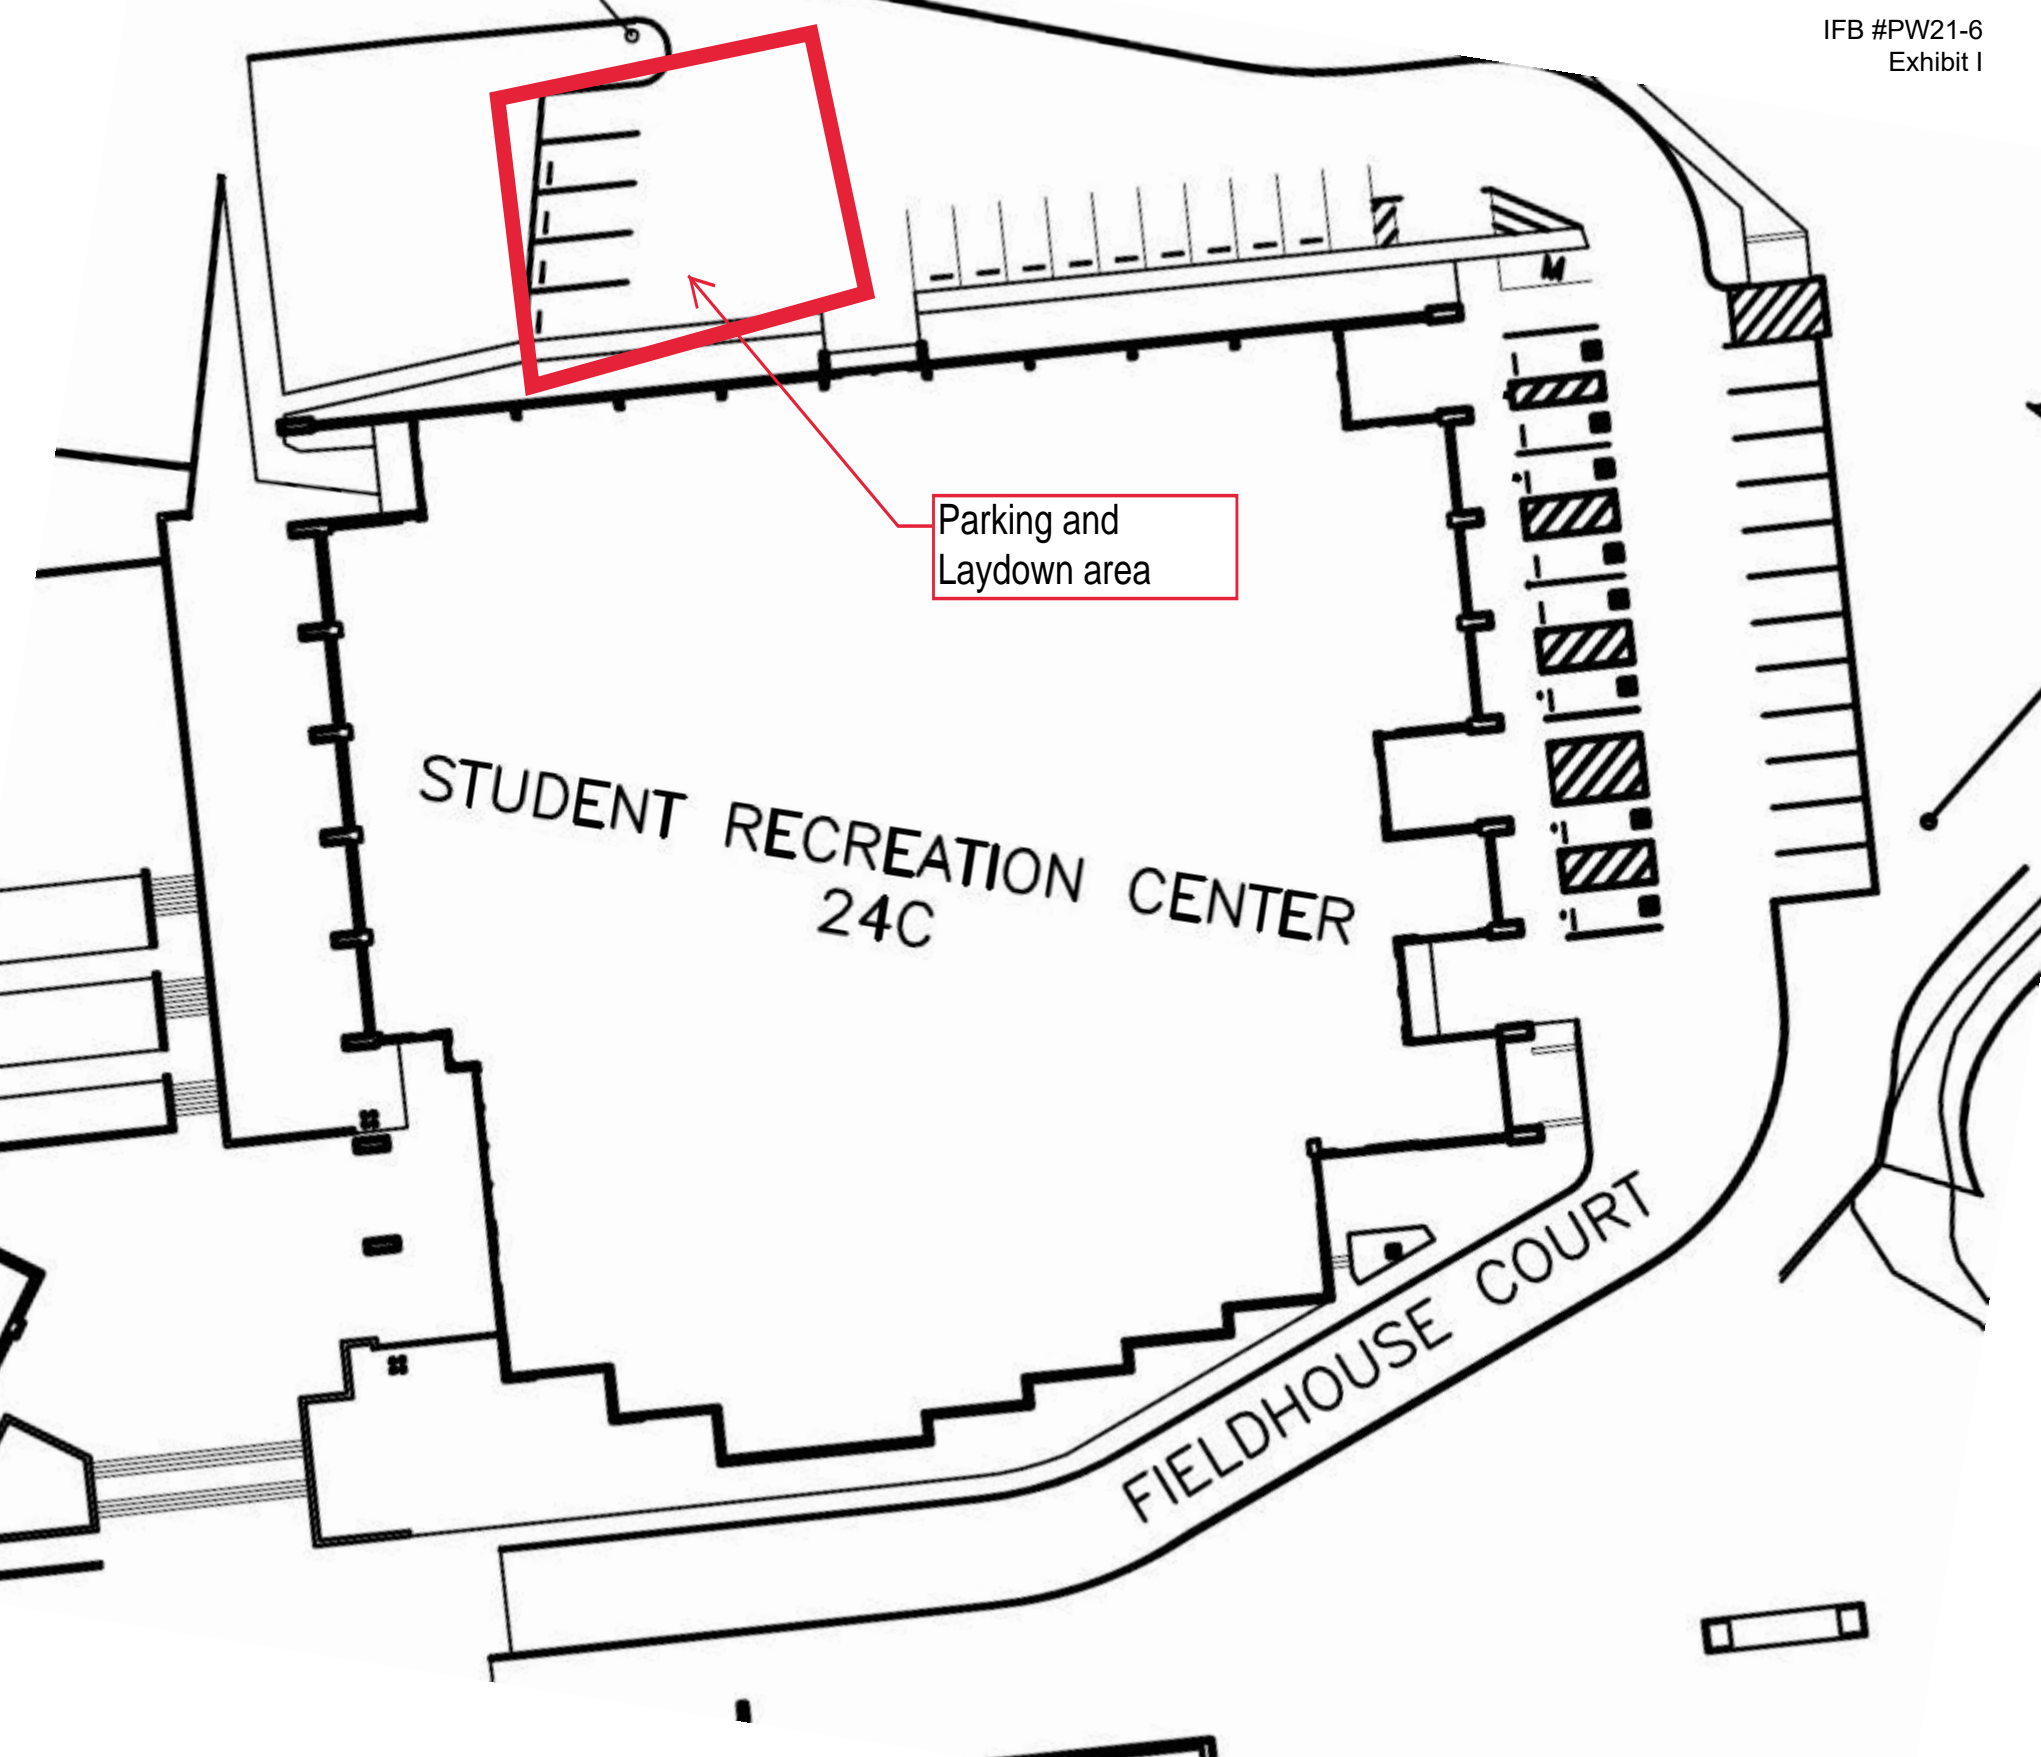 IFB #PW21-6
Exhibit I
M
Parking and
Laydown area
STUDENT RECREATION CENTER
24C
FIELDHOUSE COURT